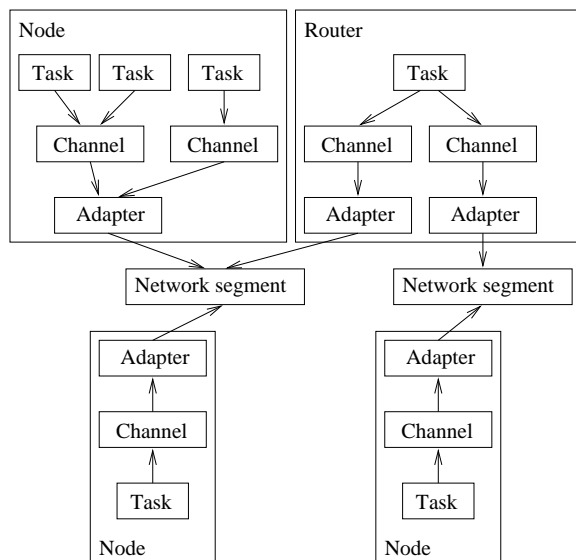 Node
Router
Task
Task
Task
Task
Channel
Channel
Channel
Channel
Adapter
Adapter
Adapter
Network segment
Network segment
Adapter
Adapter
Channel
Channel
Task
Task
Node
Node